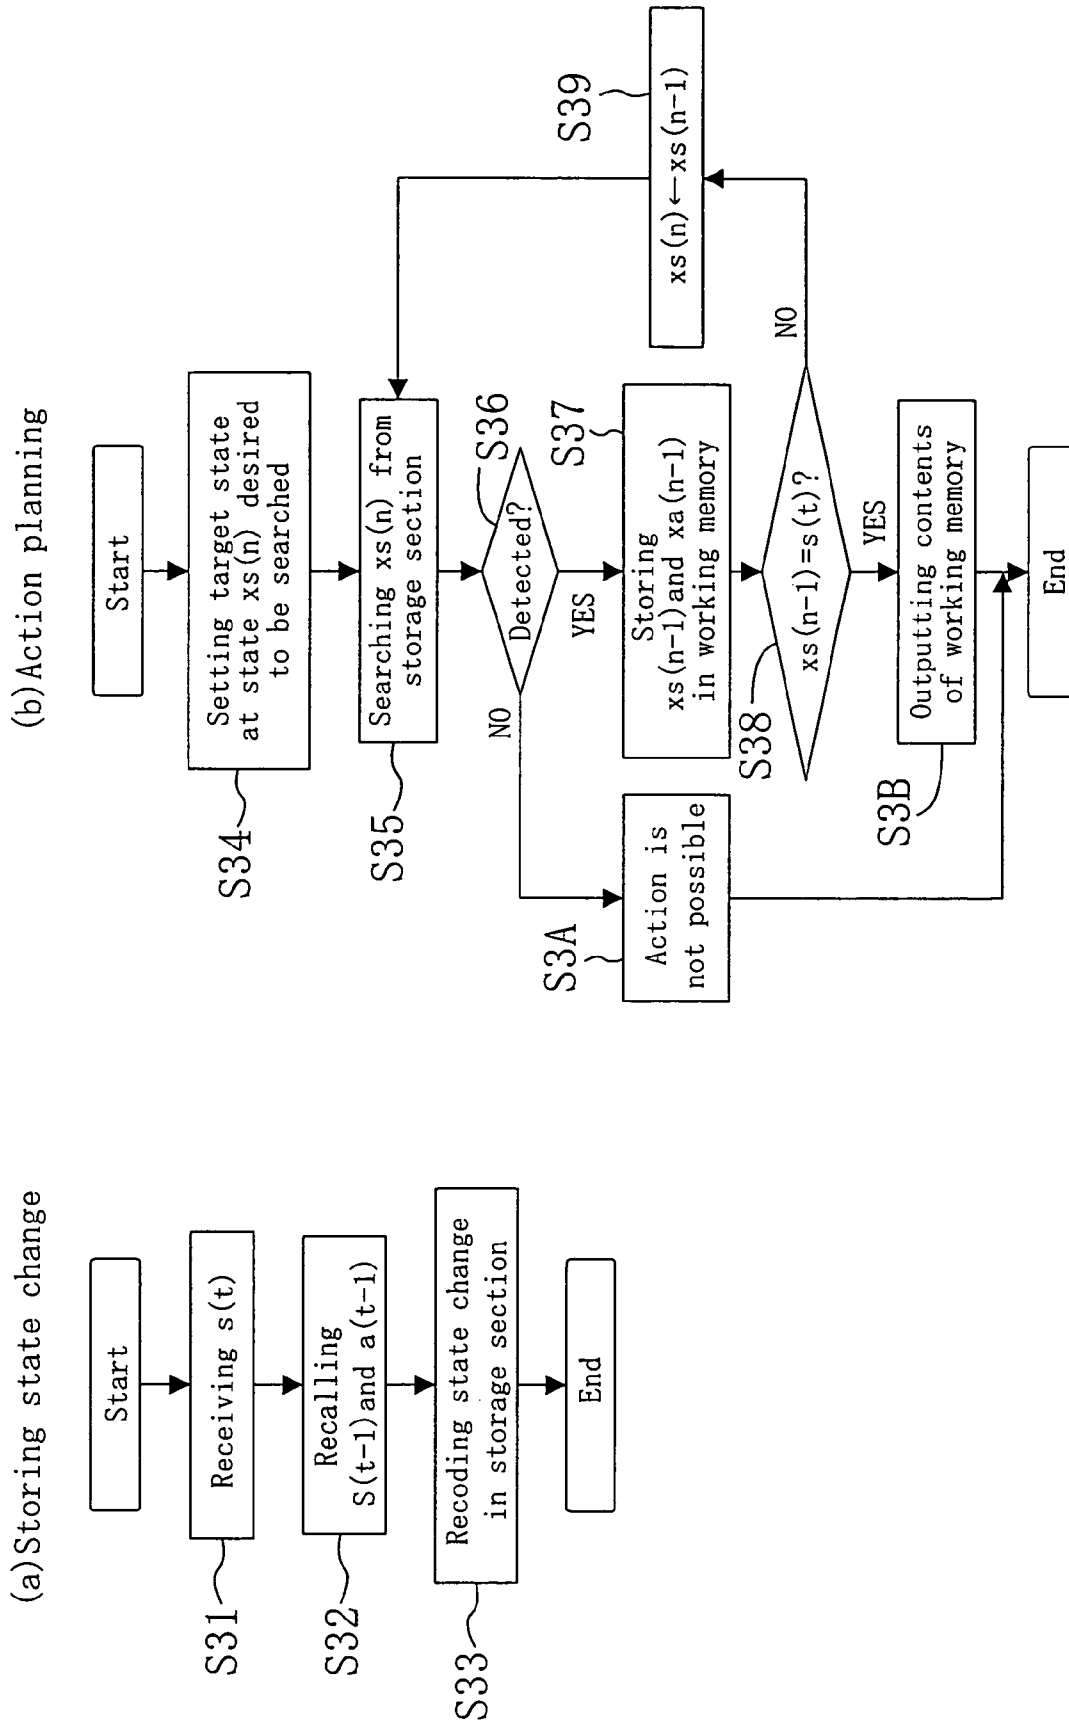 (a)Storing state change
Start
S31
Receiving s(t)
S32
Recalling
S(t-1)and a(t-1)
S33
Recoding state change
in storage section
End
(b)Action planning
Start
S34
Setting target state
at state xs(n) desired
to be searched
S35
Searching xs(n) from
storage section
S36
Detected?
NO
YES
S37
Storing
xs(n-1)and xa(n-1)
in working memory
S38
xs(n-1)=s(t)?
NO
YES
S39
xs(n)←xs(n-1)
S3A
Action is
not possible
S3B
Outputting contents
of working memory
End